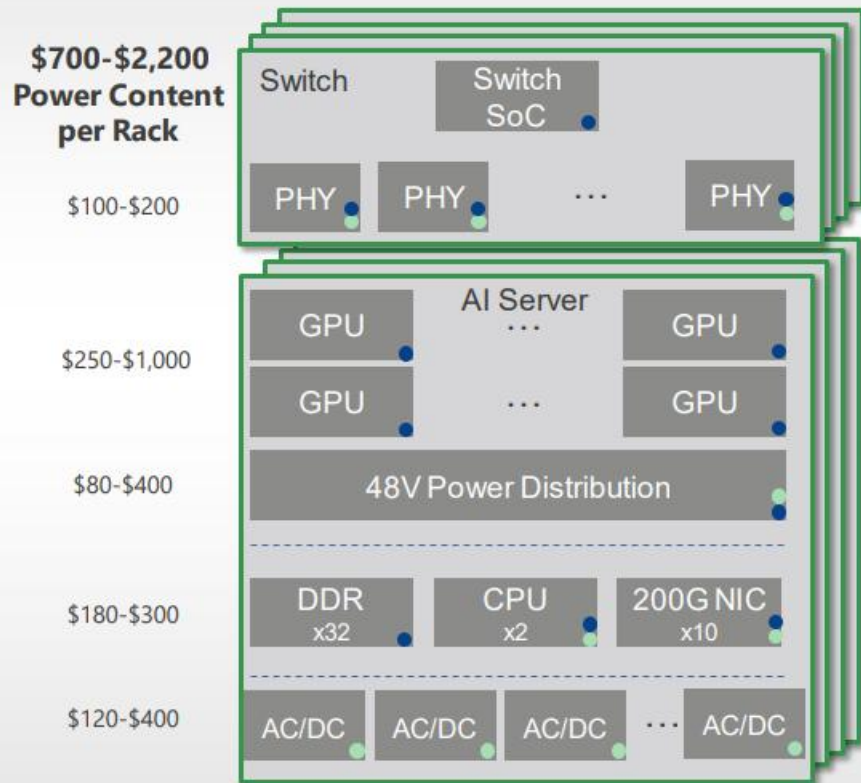 $700-$2,200
Power Content
per Rack
Switch
Switch
SoC
$100-$200
PHY
PHY
...
PHY
AI Server
$250-$1,000
GPU
...
GPU
GPU
...
GPU
$80-$400
48V Power Distribution
$180-$300
DDR
x32
CPU
x2
200G NIC
x10
$120-$400
AC/DC
AC/DC
AC/DC
...
AC/DC